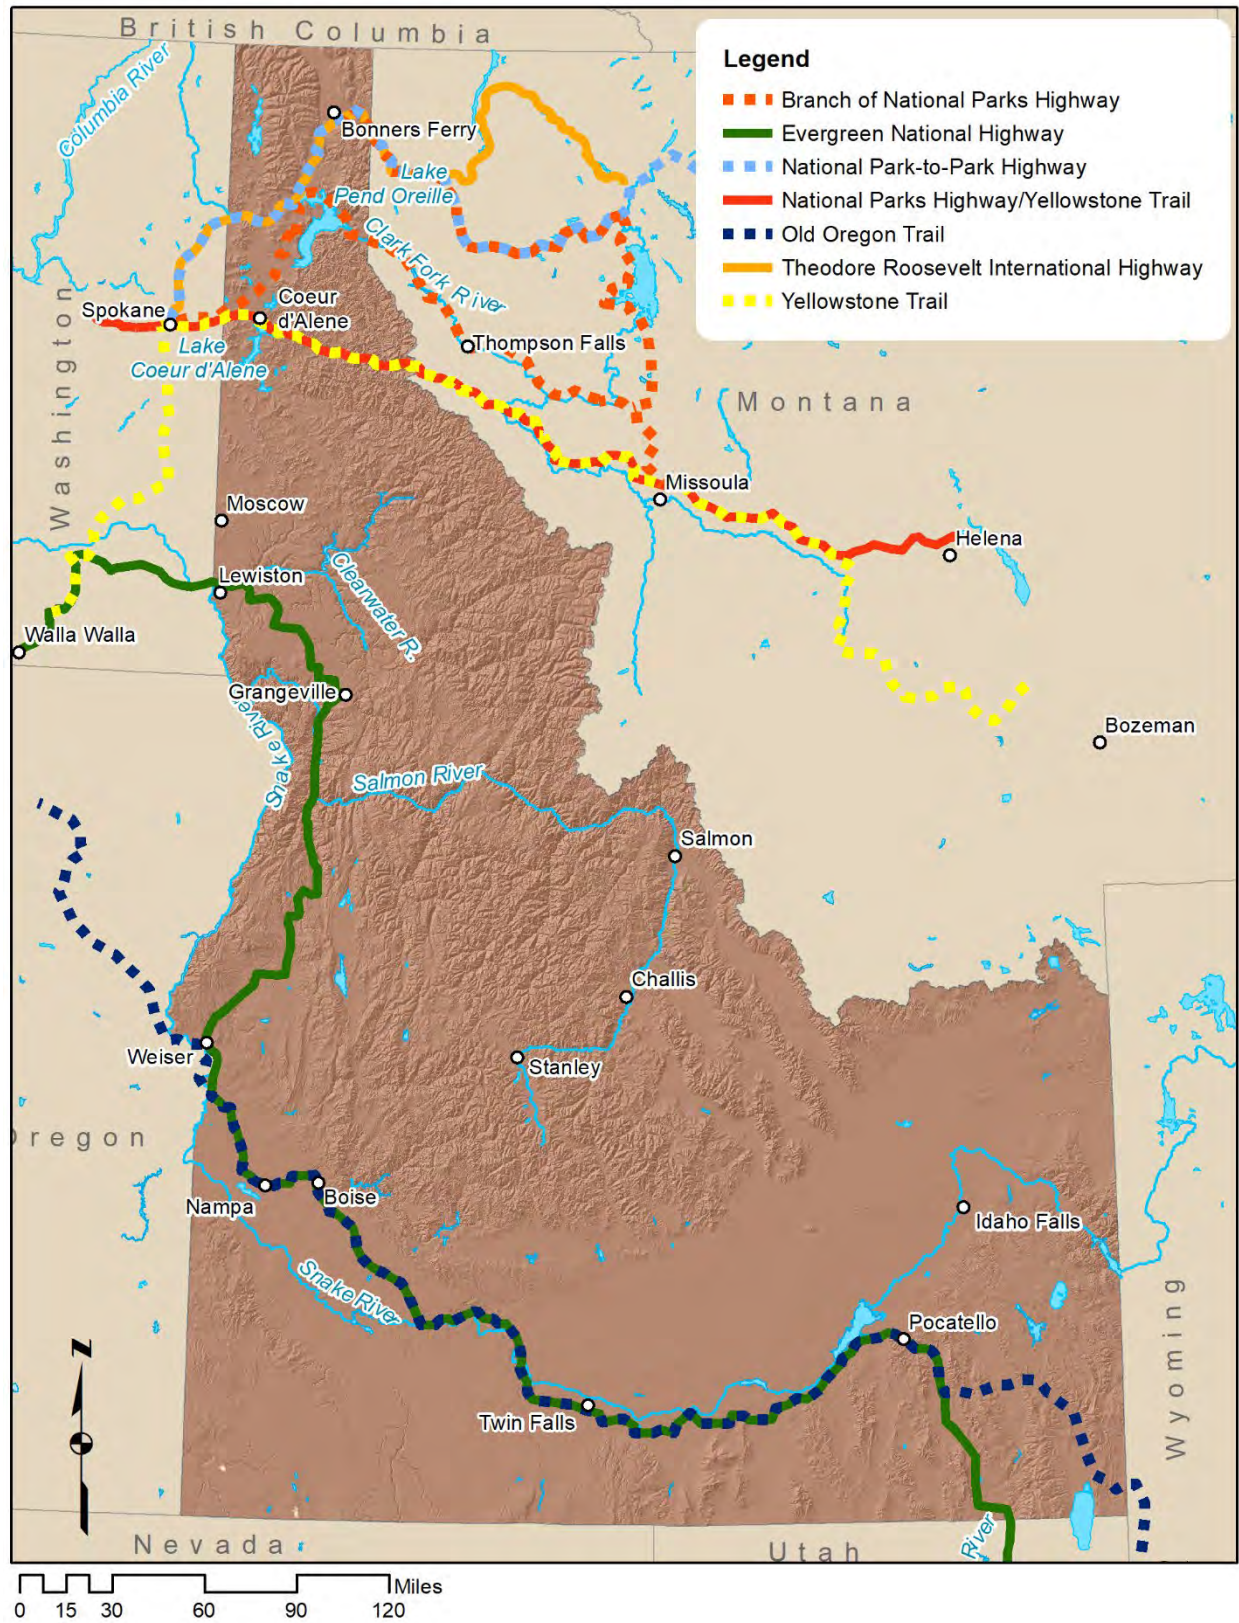 British Columbia
Legend
Branch of National Parks Highway
Evergreen National Highway
National Park-to-Park Highway
National Parks Highway/Yellowstone Trail
Old Oregon Trail
Theodore Roosevelt International Highway
Yellowstone Trail
Columbia River
Bonners Ferry
Lake
Pend Oreille
Clark Fork River
Washington
Spokane
Coeur
d'Alene
Lake
Coeur d'Alene
Thompson Falls
Montana
Missoula
Moscow
Helena
Lewiston
Clearwater R.
Walla Walla
Grangeville
Snake River
Bozeman
Salmon River
Salmon
Challis
Weiser
Stanley
Oregon
Nampa
Boise
Idaho Falls
Snake River
Pocatello
Wyoming
Twin Falls
N
Nevada
Utah
River
Miles
0 15 30 60 90 120